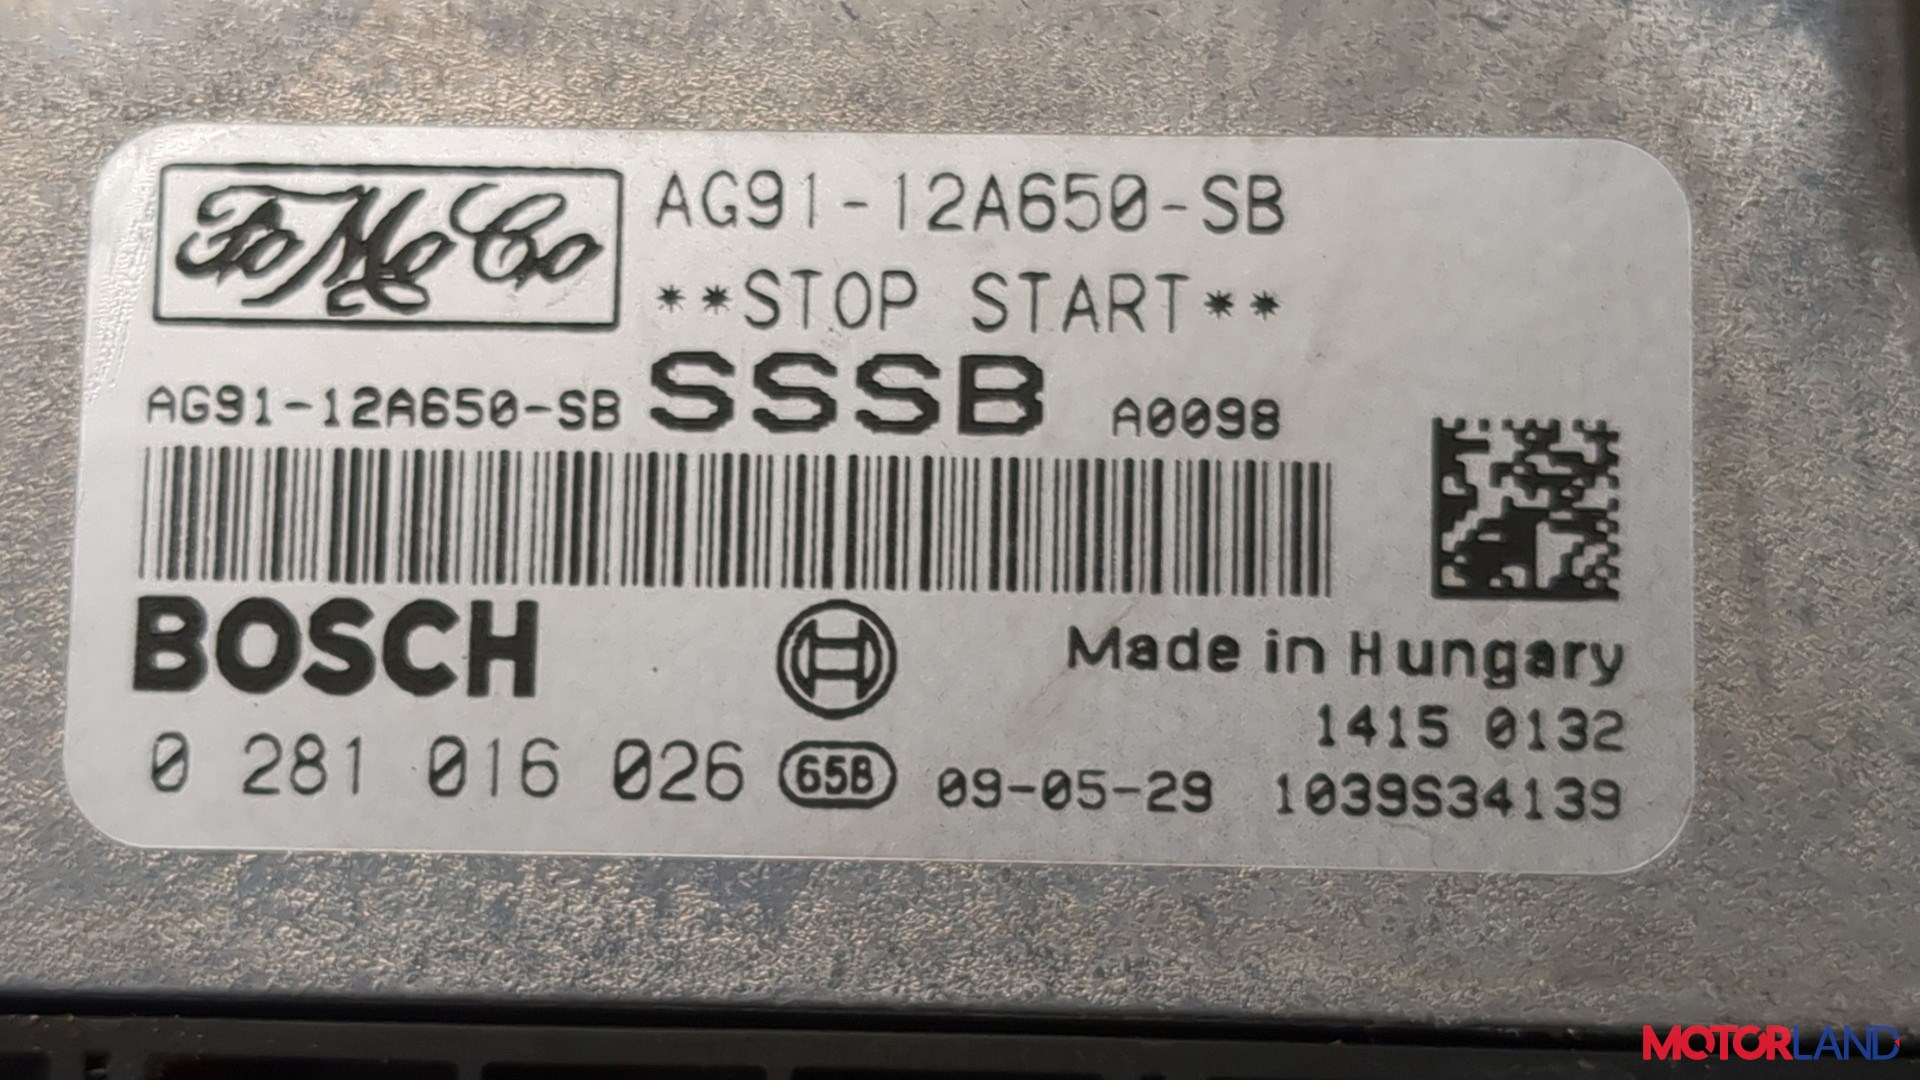 FoMoCo
AG91-12A650-SB
**STOP START**
AG91-12A650-SB SSSB A0098
BOSCH
Made in Hungary
1415 0132
0 281 016 026 65B 09-05-29 1039S34139
MOTORLAND